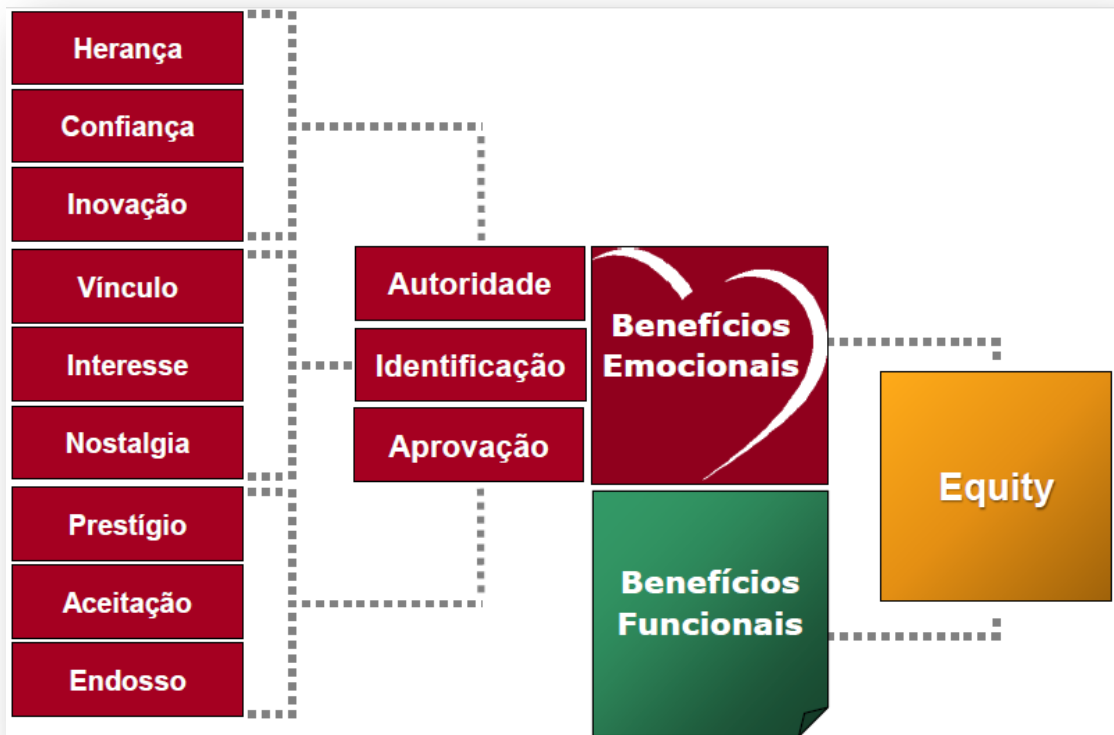 Herança
Confiança
Inovação
Vínculo
Interesse
Nostalgia
Prestígio
Aceitação
Endosso
Autoridade
Identificação
Aprovação
Benefícios
Emocionais
Benefícios
Funcionais
Equity